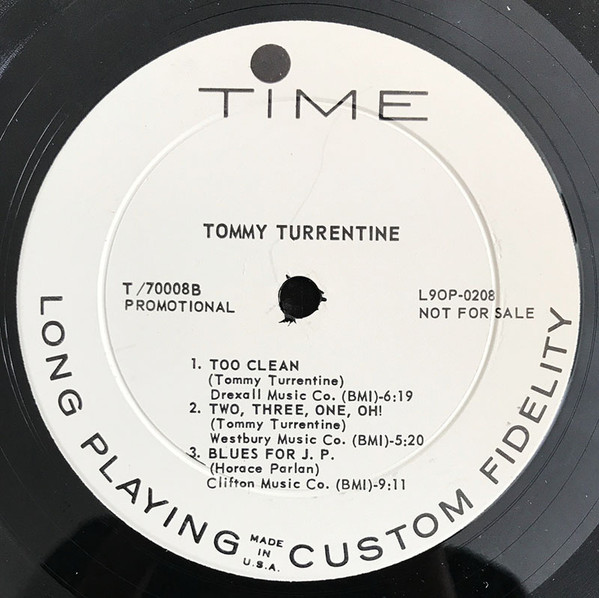 TIME
TOMMY TURRENTINE
T/70008B
PROMOTIONAL
L90P-0208
NOT FOR SALE
1. TOO CLEAN
(Tommy Turrentine)
Drexall Music Co. (BMI)-6:19
2. TWO, THREE, ONE, OH!
(Tommy Turrentine)
Westbury Music Co. (BMI)-5:20
3. BLUES FOR J. P.
(Horace Parlan)
Clifton Music Co. (BMI)-9:11
LONG PLAYING CUSTOM FIDELITY
MADE
IN
U.S.A.